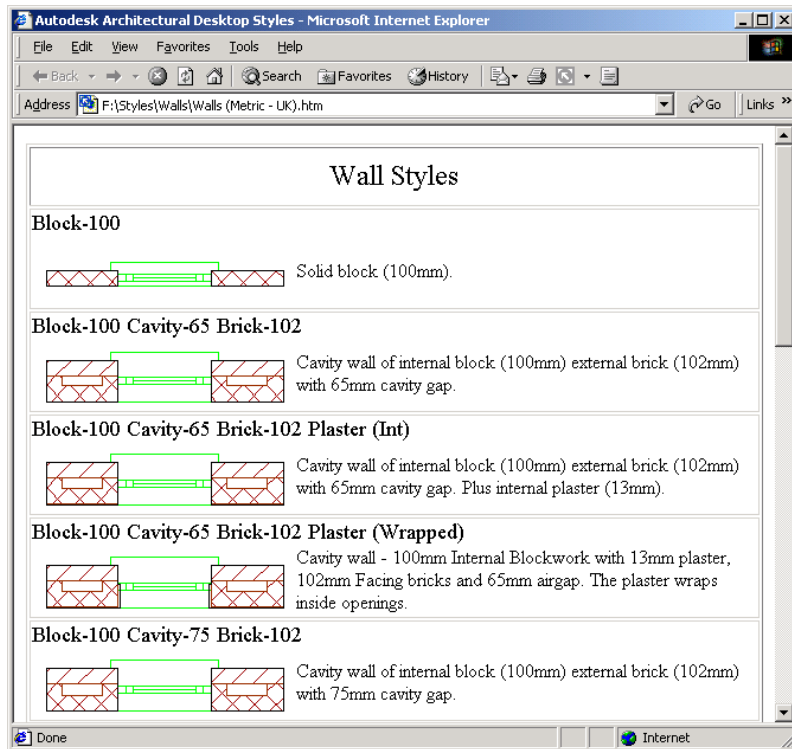 Autodesk Architectural Desktop Styles - Microsoft Internet Explorer
File Edit View Favorites Tools Help
Back Search Favorites History
Address F:\Styles\Walls\Walls (Metric - UK).htm Go Links »
Wall Styles
Block-100
Solid block (100mm).
Block-100 Cavity-65 Brick-102
Cavity wall of internal block (100mm) external brick (102mm)
with 65mm cavity gap.
Block-100 Cavity-65 Brick-102 Plaster (Int)
Cavity wall of internal block (100mm) external brick (102mm)
with 65mm cavity gap. Plus internal plaster (13mm).
Block-100 Cavity-65 Brick-102 Plaster (Wrapped)
Cavity wall - 100mm Internal Blockwork with 13mm plaster,
102mm Facing bricks and 65mm airgap. The plaster wraps
inside openings.
Block-100 Cavity-75 Brick-102
Cavity wall of internal block (100mm) external brick (102mm)
with 75mm cavity gap.
Done Internet